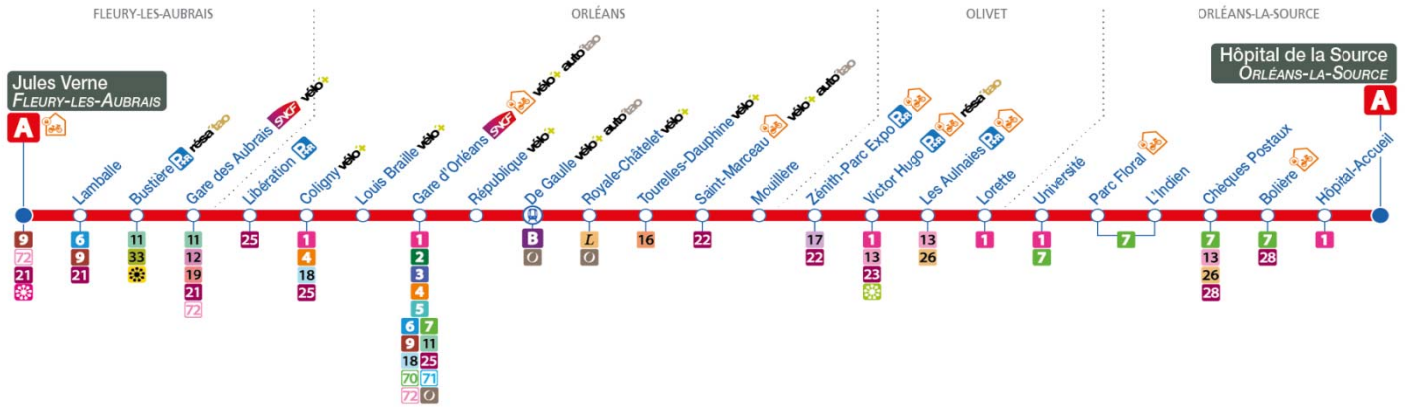 FLEURY-LES-AUBRAIS
ORLÉANS
OLIVET
ORLÉANS-LA-SOURCE
Jules Verne
FLEURY-LES-AUBRAIS
A
Hôpital de la Source
ORLÉANS-LA-SOURCE
A
Lamballe
Bustière P+R résa'tao
Gare des Aubrais SNCF vélo'+
Libération P+R
Coligny vélo'+
Louis Braille vélo'+
Gare d'Orléans SNCF vélo'+ auto'tao
République vélo'+
De Gaulle vélo'+ auto'tao
Royale-Châtelet vélo'+
Tourelles-Dauphine vélo'+
Saint-Marceau vélo'+ auto'tao
Mouillère
Zénith-Parc Expo P+R
Victor Hugo P+R résa'tao
Les Aulnaies P+R
Lorette
Université
Parc Floral
L'Indien
Chèques Postaux
Bolière
Hôpital-Accueil
9
72
21
6
9
21
11
33
11
12
19
21
72
25
1
4
18
25
1
2
3
4
5
6 7
9 11
18 25
70 71
72 O
B
O
L
O
16
22
17
22
1
13
23
13
26
1
1
7
7
7
13
26
28
7
28
1